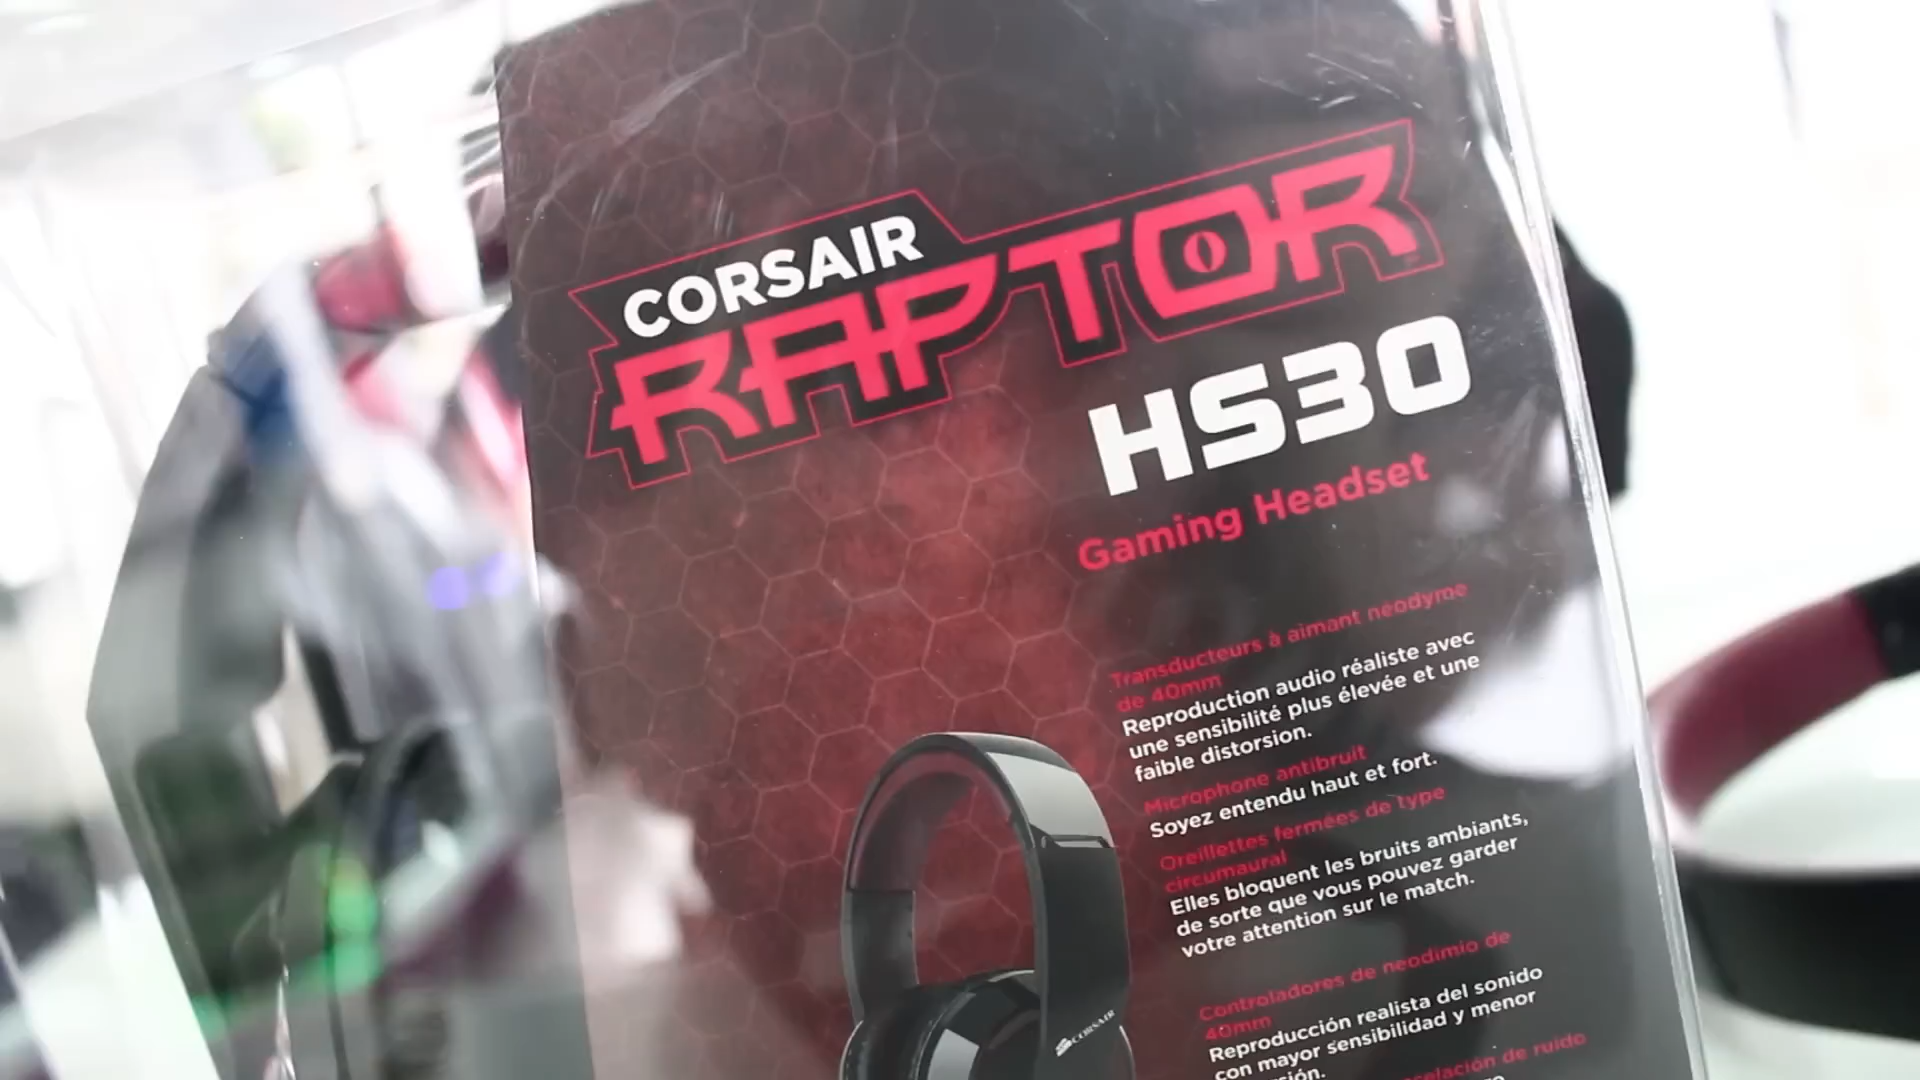 CORSAIR
RAPTOR
HS30
Gaming Headset
Transducteurs à aimant néodyme
de 40mm
Reproduction audio réaliste avec
une sensibilité plus élevée et une
faible distorsion.
Microphone antibruit
Soyez entendu haut et fort.
Oreillettes fermées de type
circumaural
Elles bloquent les bruits ambiants,
de sorte que vous pouvez garder
votre attention sur le match.
Controladores de neodimio de
40mm
Reproducción realista del sonido
con mayor sensibilidad y menor
de ruido
CORSAIR